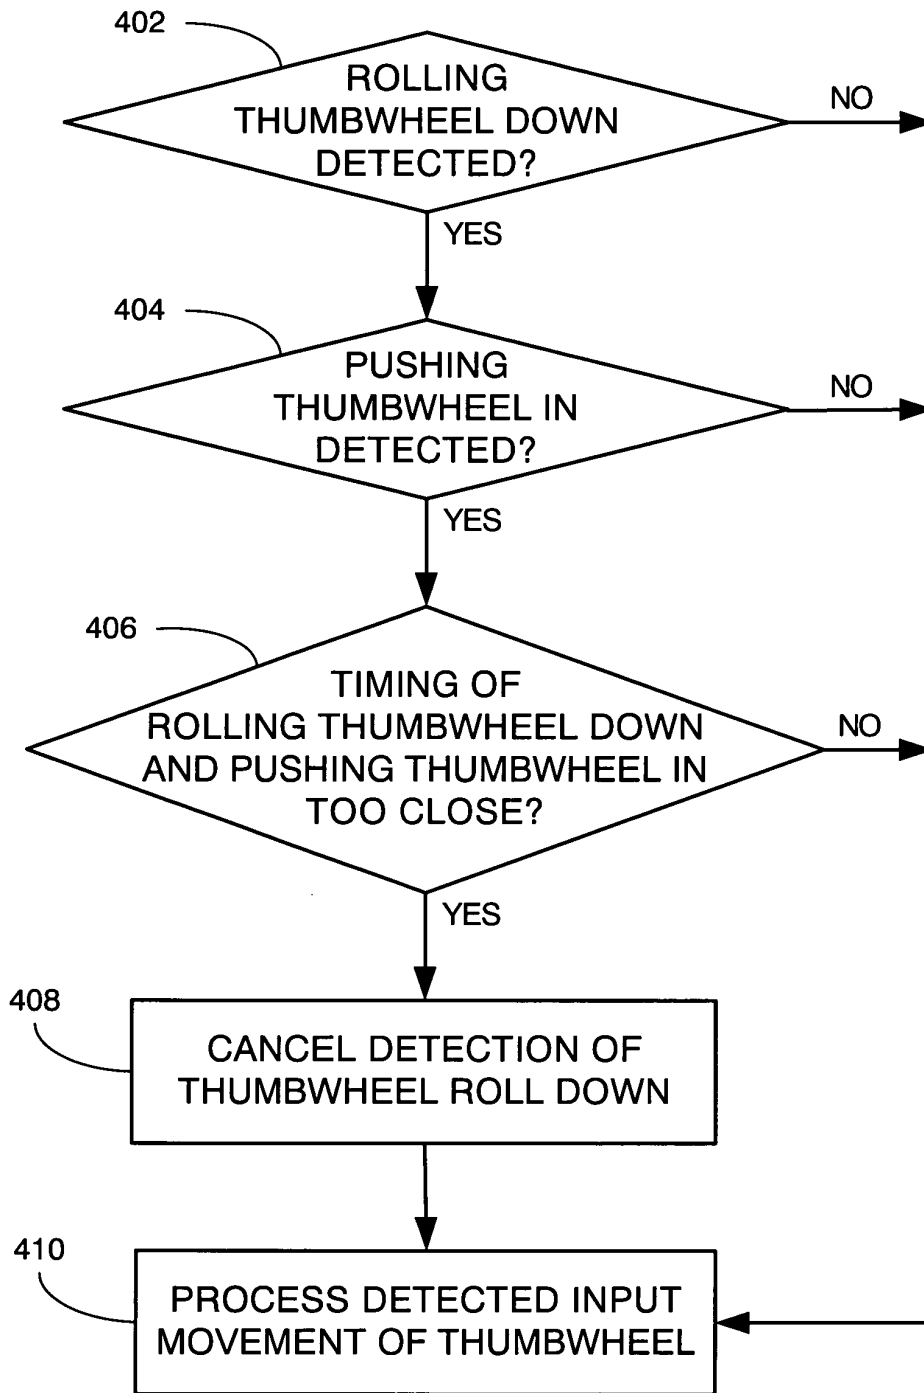 402
ROLLING
THUMBWHEEL DOWN
DETECTED?
NO
YES
404
PUSHING
THUMBWHEEL IN
DETECTED?
NO
YES
406
TIMING OF
ROLLING THUMBWHEEL DOWN
AND PUSHING THUMBWHEEL IN
TOO CLOSE?
NO
YES
408
CANCEL DETECTION OF
THUMBWHEEL ROLL DOWN
410
PROCESS DETECTED INPUT
MOVEMENT OF THUMBWHEEL